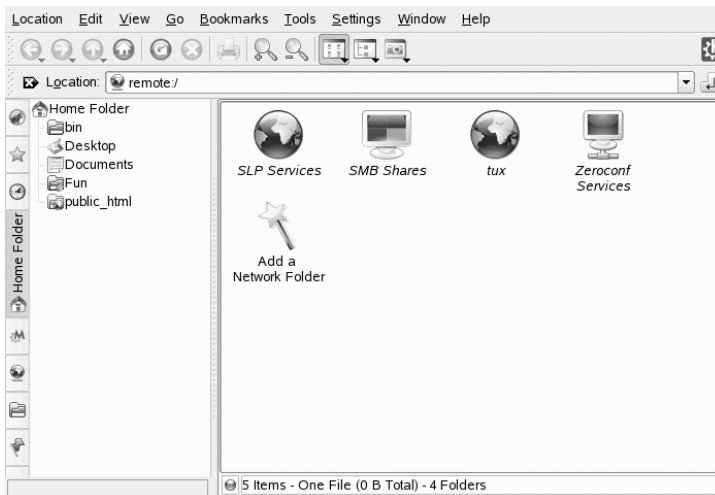 Location Edit View Go Bookmarks Tools Settings Window Help
Location: remote:/
Home Folder
bin
Desktop
Documents
Fun
public_html
Home Folder
SLP Services SMB Shares tux Zeroconf
Services
Add a
Network Folder
5 Items - One File (0 B Total) - 4 Folders